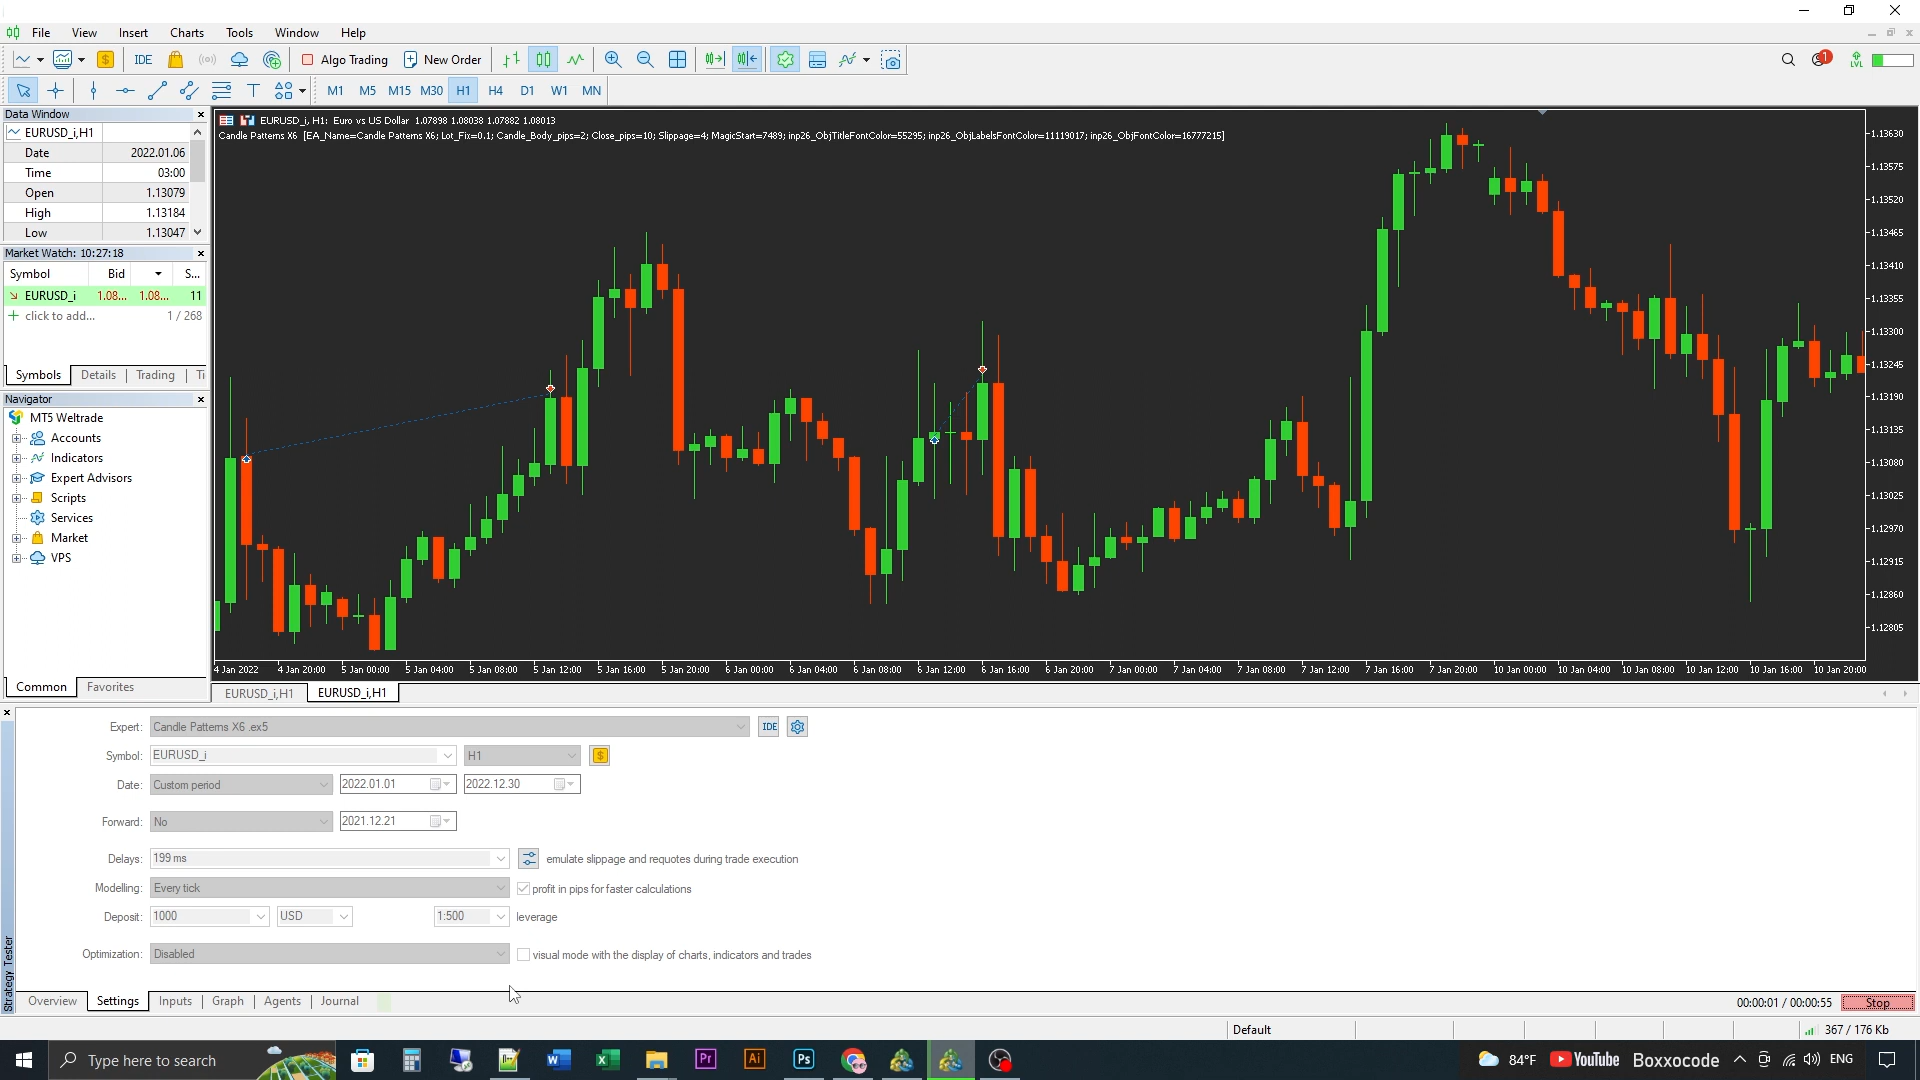 File View Insert Charts Tools Window Help
IDE Algo Trading New Order 1 LVL
M1 M5 M15 M30 H1 H4 D1 W1 MN
Data Window
EURUSD_i,H1
Date 2022.01.06
Time 03:00
Open 1.13079
High 1.13184
Low 1.13047
Market Watch: 10:27:18
Symbol Bid S...
EURUSD_i 1.08... 1.08... 11
click to add... 1 / 268
Symbols Details Trading Ti
Navigator
MT5 Weltrade
Accounts
Indicators
Expert Advisors
Scripts
Services
Market
VPS
Common Favorites
EURUSD_i, H1: Euro vs US Dollar 1.07898 1.08038 1.07882 1.08013
Candle Patterns X6 [EA_Name=Candle Patterns X6; Lot_Fix=0.1; Candle_Body_pips=2; Close_pips=10; Slippage=4; MagicStart=7489; inp26_ObjTitleFontColor=55295; inp26_ObjLabelsFontColor=11119017; inp26_ObjFontColor=16777215]
1.13630
1.13575
1.13520
1.13465
1.13410
1.13355
1.13300
1.13245
1.13190
1.13135
1.13080
1.13025
1.12970
1.12915
1.12860
1.12805
4 Jan 2022 4 Jan 20:00 5 Jan 00:00 5 Jan 04:00 5 Jan 08:00 5 Jan 12:00 5 Jan 16:00 5 Jan 20:00 6 Jan 00:00 6 Jan 04:00 6 Jan 08:00 6 Jan 12:00 6 Jan 16:00 6 Jan 20:00 7 Jan 00:00 7 Jan 04:00 7 Jan 08:00 7 Jan 12:00 7 Jan 16:00 7 Jan 20:00 10 Jan 00:00 10 Jan 04:00 10 Jan 08:00 10 Jan 12:00 10 Jan 16:00 10 Jan 20:00
EURUSD_i,H1 EURUSD_i,H1
Expert: Candle Patterns X6 .ex5 IDE
Symbol: EURUSD_i H1
Date: Custom period 2022.01.01 2022.12.30
Forward: No 2021.12.21
Delays: 199 ms emulate slippage and requotes during trade execution
Modelling: Every tick profit in pips for faster calculations
Deposit: 1000 USD 1:500 leverage
Optimization: Disabled visual mode with the display of charts, indicators and trades
Strategy Tester
Overview Settings Inputs Graph Agents Journal 00:00:01 / 00:00:55 Stop
Default 367 / 176 Kb
Type here to search Pr Ai Ps 84°F YouTube Boxxocode ENG